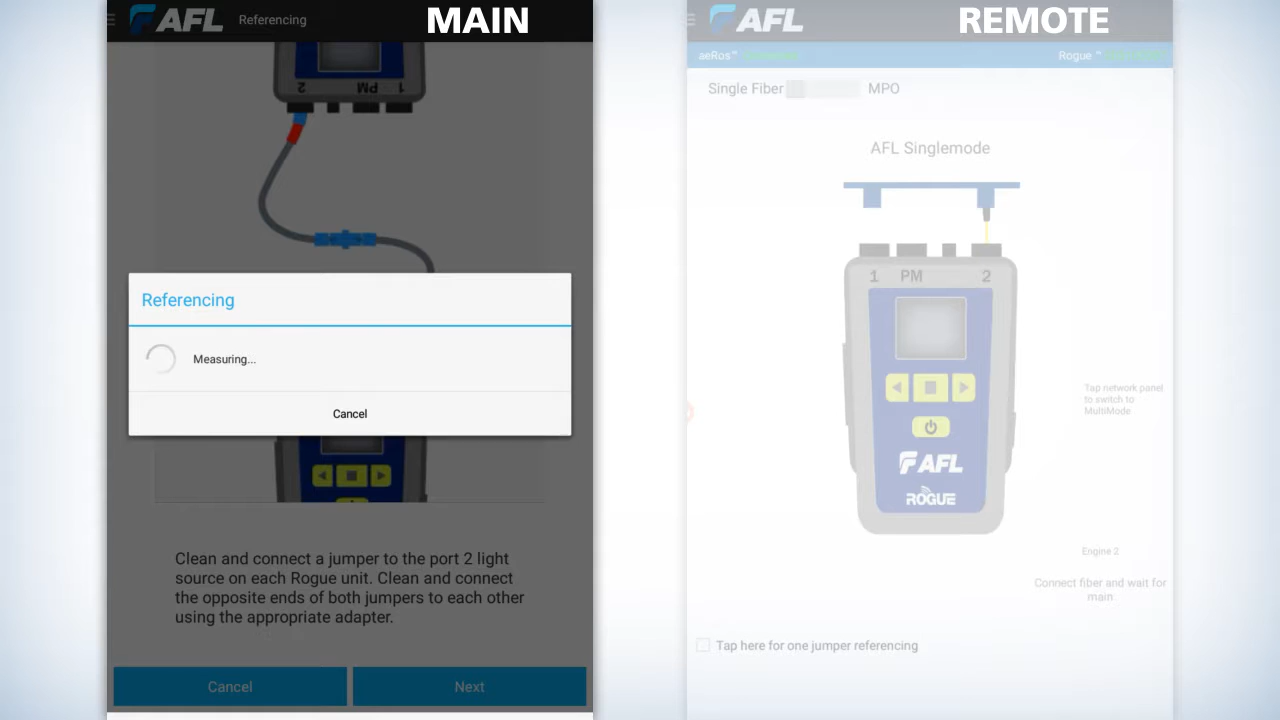 AFL Referencing MAIN
2 PM 1
Referencing
Measuring...
Cancel
AFL
Clean and connect a jumper to the port 2 light
source on each Rogue unit. Clean and connect
the opposite ends of both jumpers to each other
using the appropriate adapter.
Cancel Next
AFL REMOTE
aeRos™ Rogue ™
Single Fiber MPO
AFL Singlemode
1 PM 2
Tap network panel
to switch to
MultiMode
AFL
ROGUE
Engine 2
Connect fiber and wait for
main.
Tap here for one jumper referencing